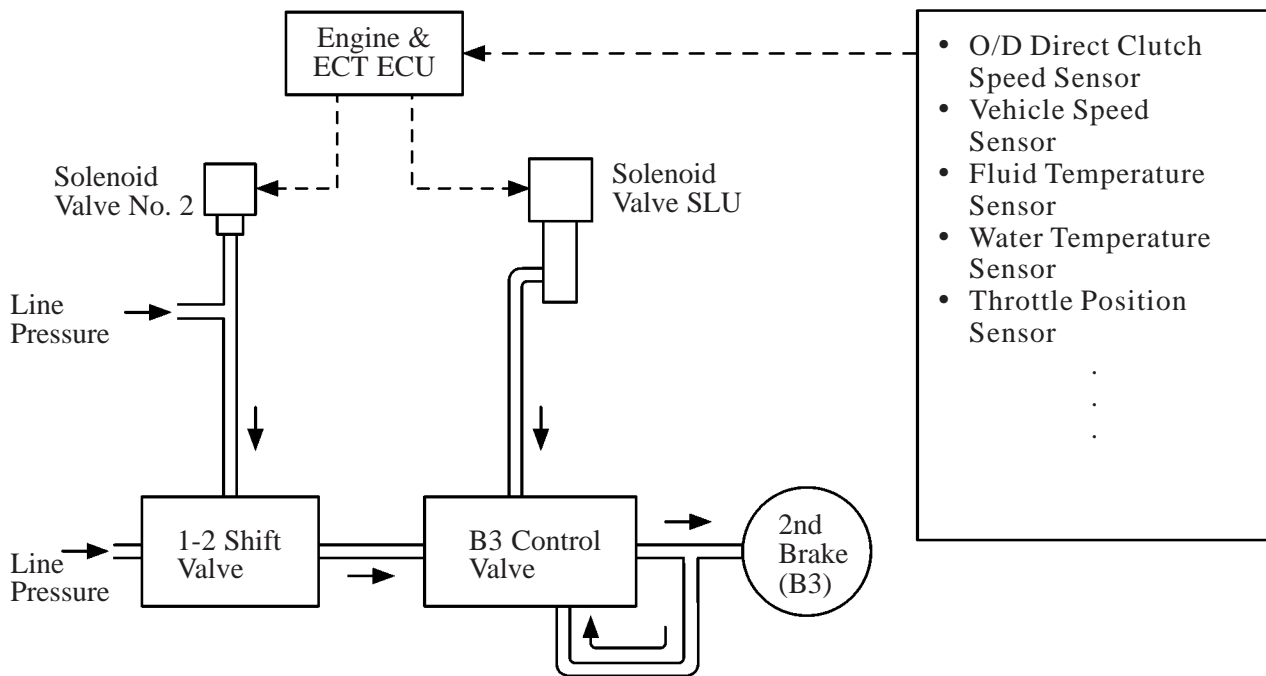 Engine &
ECT ECU
• O/D Direct Clutch
Speed Sensor
• Vehicle Speed
Sensor
• Fluid Temperature
Sensor
• Water Temperature
Sensor
• Throttle Position
Sensor
.
.
.
Solenoid
Valve No. 2
Solenoid
Valve SLU
Line
Pressure
Line
Pressure
1-2 Shift
Valve
B3 Control
Valve
2nd
Brake
(B3)